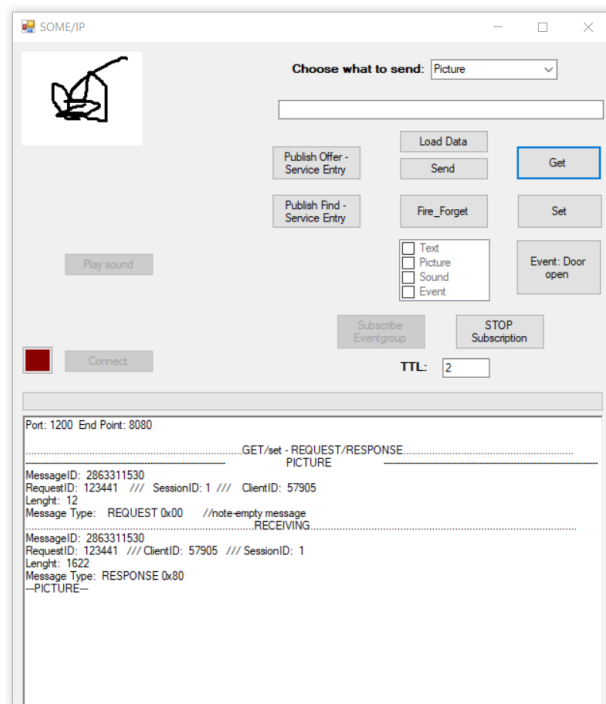 SOME/IP
Choose what to send: Picture
Load Data
Publish Offer -
Service Entry
Send
Get
Publish Find -
Service Entry
Fire_Forget
Set
Text
Picture
Sound
Event
Event: Door
open
Play sound
Subscribe
Eventgroup
STOP
Subscription
Connect
TTL: 2
Port: 1200 End Point: 8080
GET/set - REQUEST/RESPONSE
PICTURE
MessageID: 2863311530
RequestID: 123441 /// SessionID: 1 /// ClientID: 57905
Lenght: 12
Message Type: REQUEST 0x00 //note-empty message
RECEIVING
MessageID: 2863311530
RequestID: 123441 /// ClientID: 57905 /// SessionID: 1
Lenght: 1622
Message Type: RESPONSE 0x80
---PICTURE---